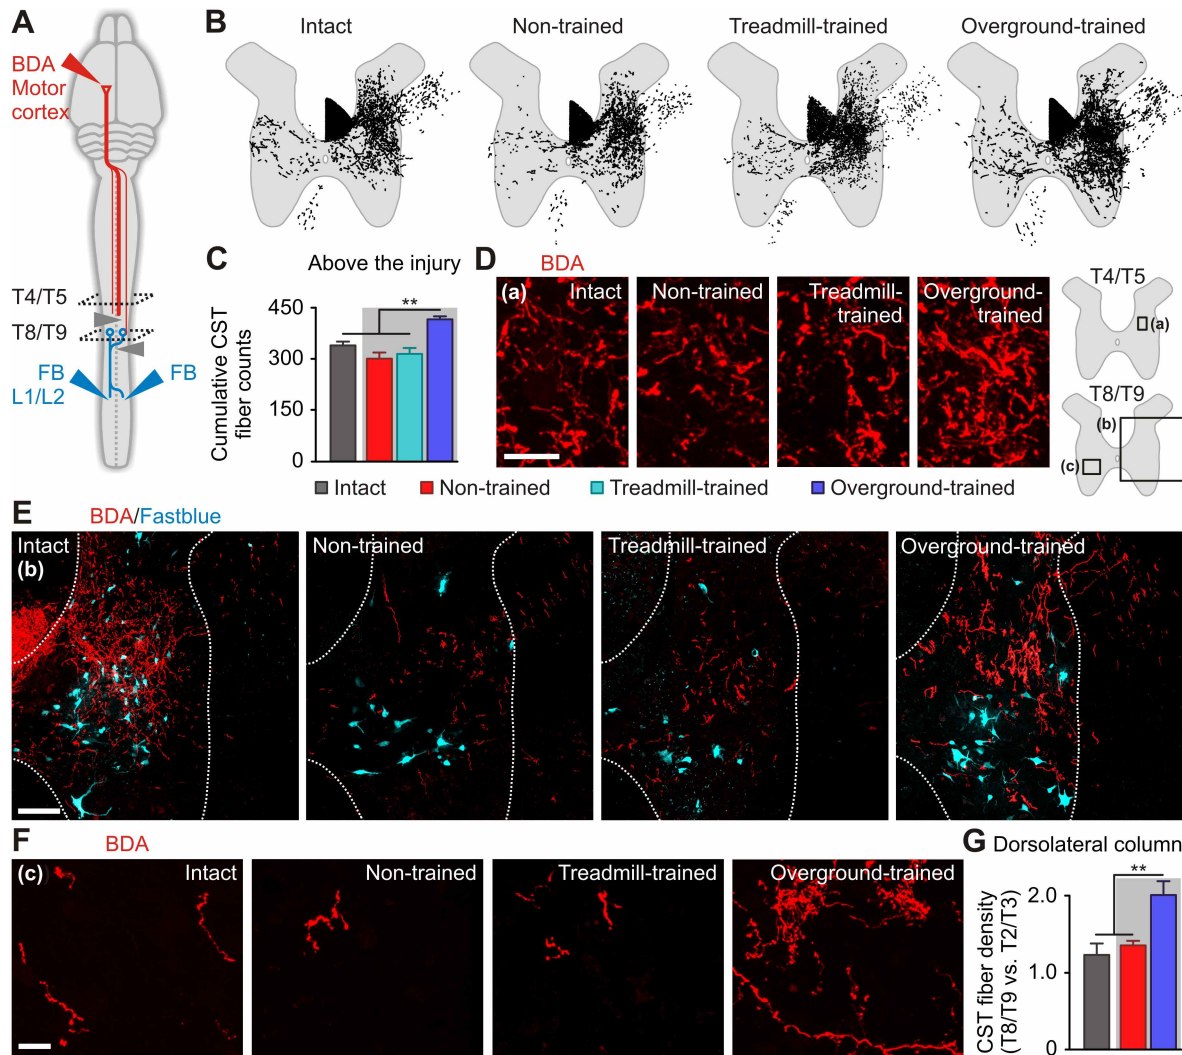 A
BDA
Motor
cortex
T4/T5
T8/T9
FB
L1/L2
FB
B
Intact
Non-trained
Treadmill-trained
Overground-trained
C
Above the injury
Cumulative CST
fiber counts
450
300
150
0
**
D
BDA
(a)
Intact
Non-trained
Treadmill-
trained
Overground-
trained
T4/T5
(a)
T8/T9
(b)
(c)
Intact
Non-trained
Treadmill-trained
Overground-trained
E
BDA/Fastblue
Intact
(b)
Non-trained
Treadmill-trained
Overground-trained
F
BDA
(c)
Intact
Non-trained
Treadmill-trained
Overground-trained
G
Dorsolateral column
CST fiber density
(T8/T9 vs. T2/T3)
2.0
1.0
0
**